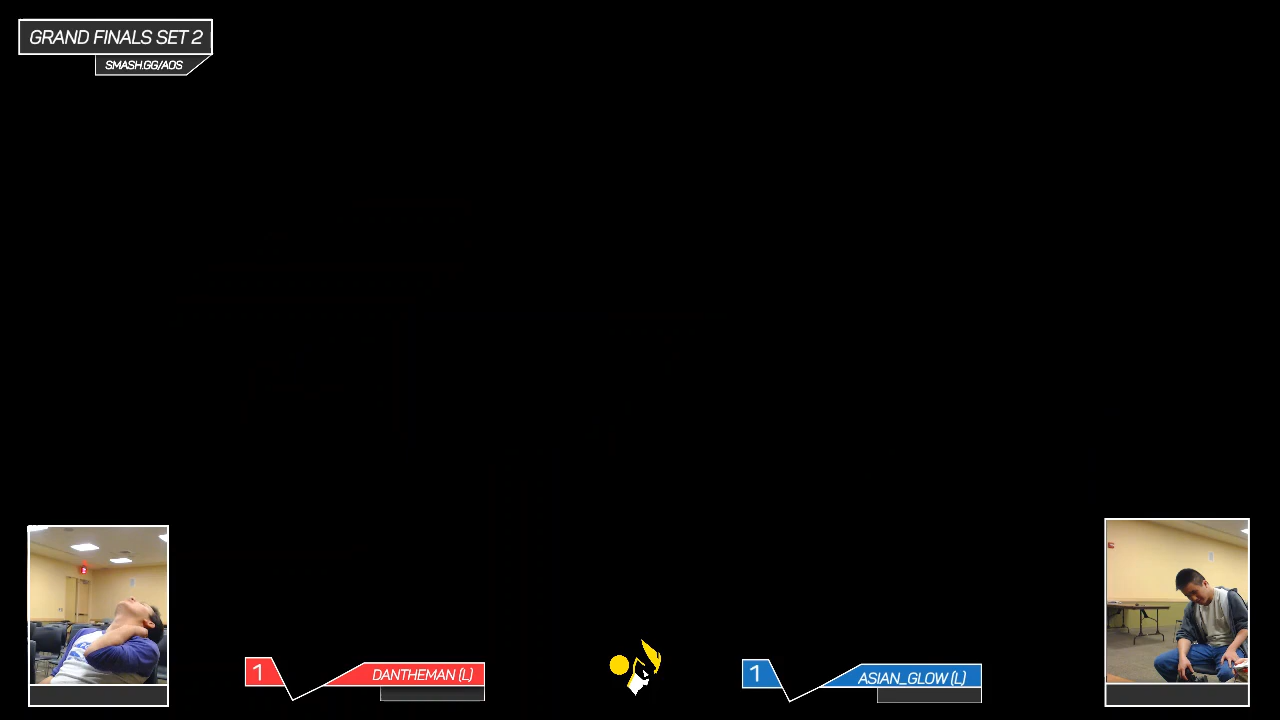 GRAND FINALS SET 2
SMASH.GG/AOS
1 DANTHEMAN (L)
1 ASIAN_GLOW (L)